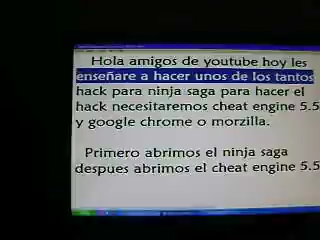 Hola amigos de youtube hoy les
enseñare a hacer unos de los tantos
hack para ninja saga para hacer el
hack necesitaremos cheat engine 5.5
y google chrome o morzilla.
Primero abrimos el ninja saga
despues abrimos el cheat engine 5.5